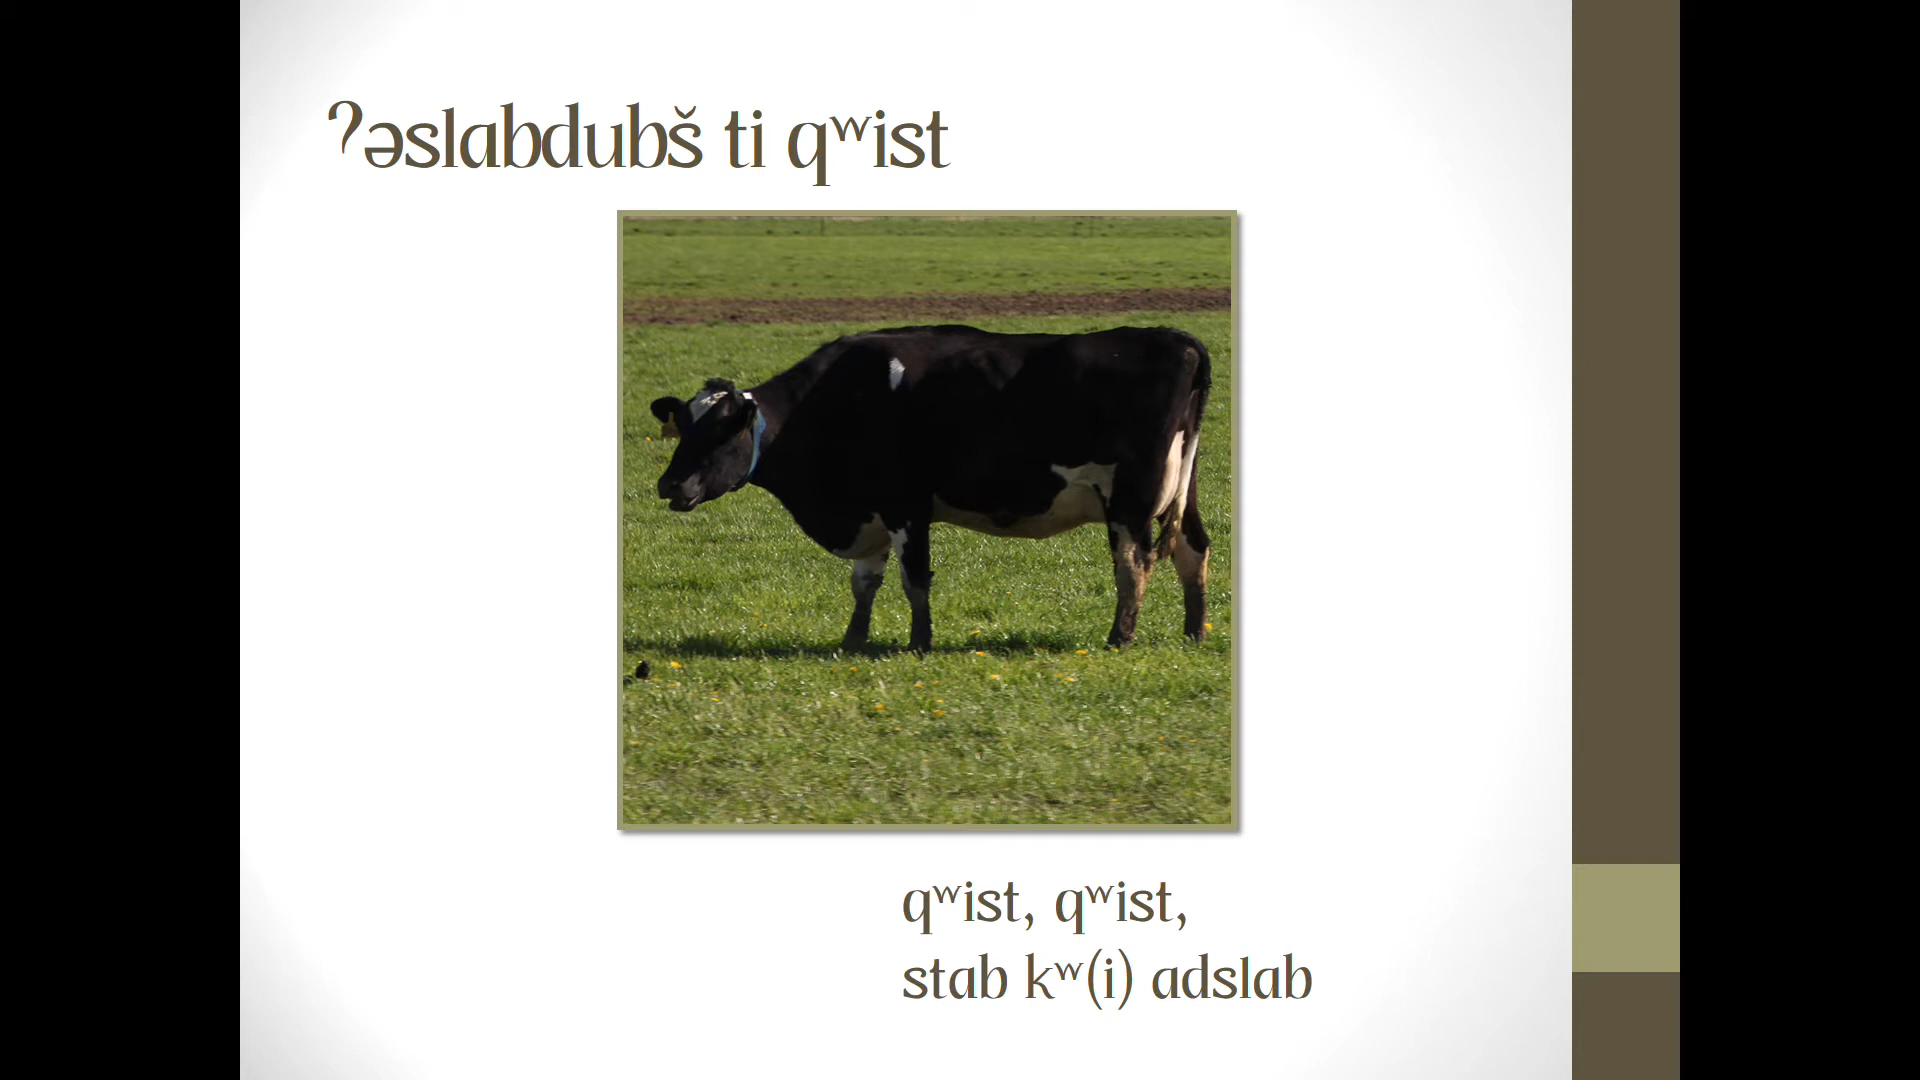 ʔəslabdubš ti qʷist
qʷist, qʷist,
stab kʷ(i) adslab